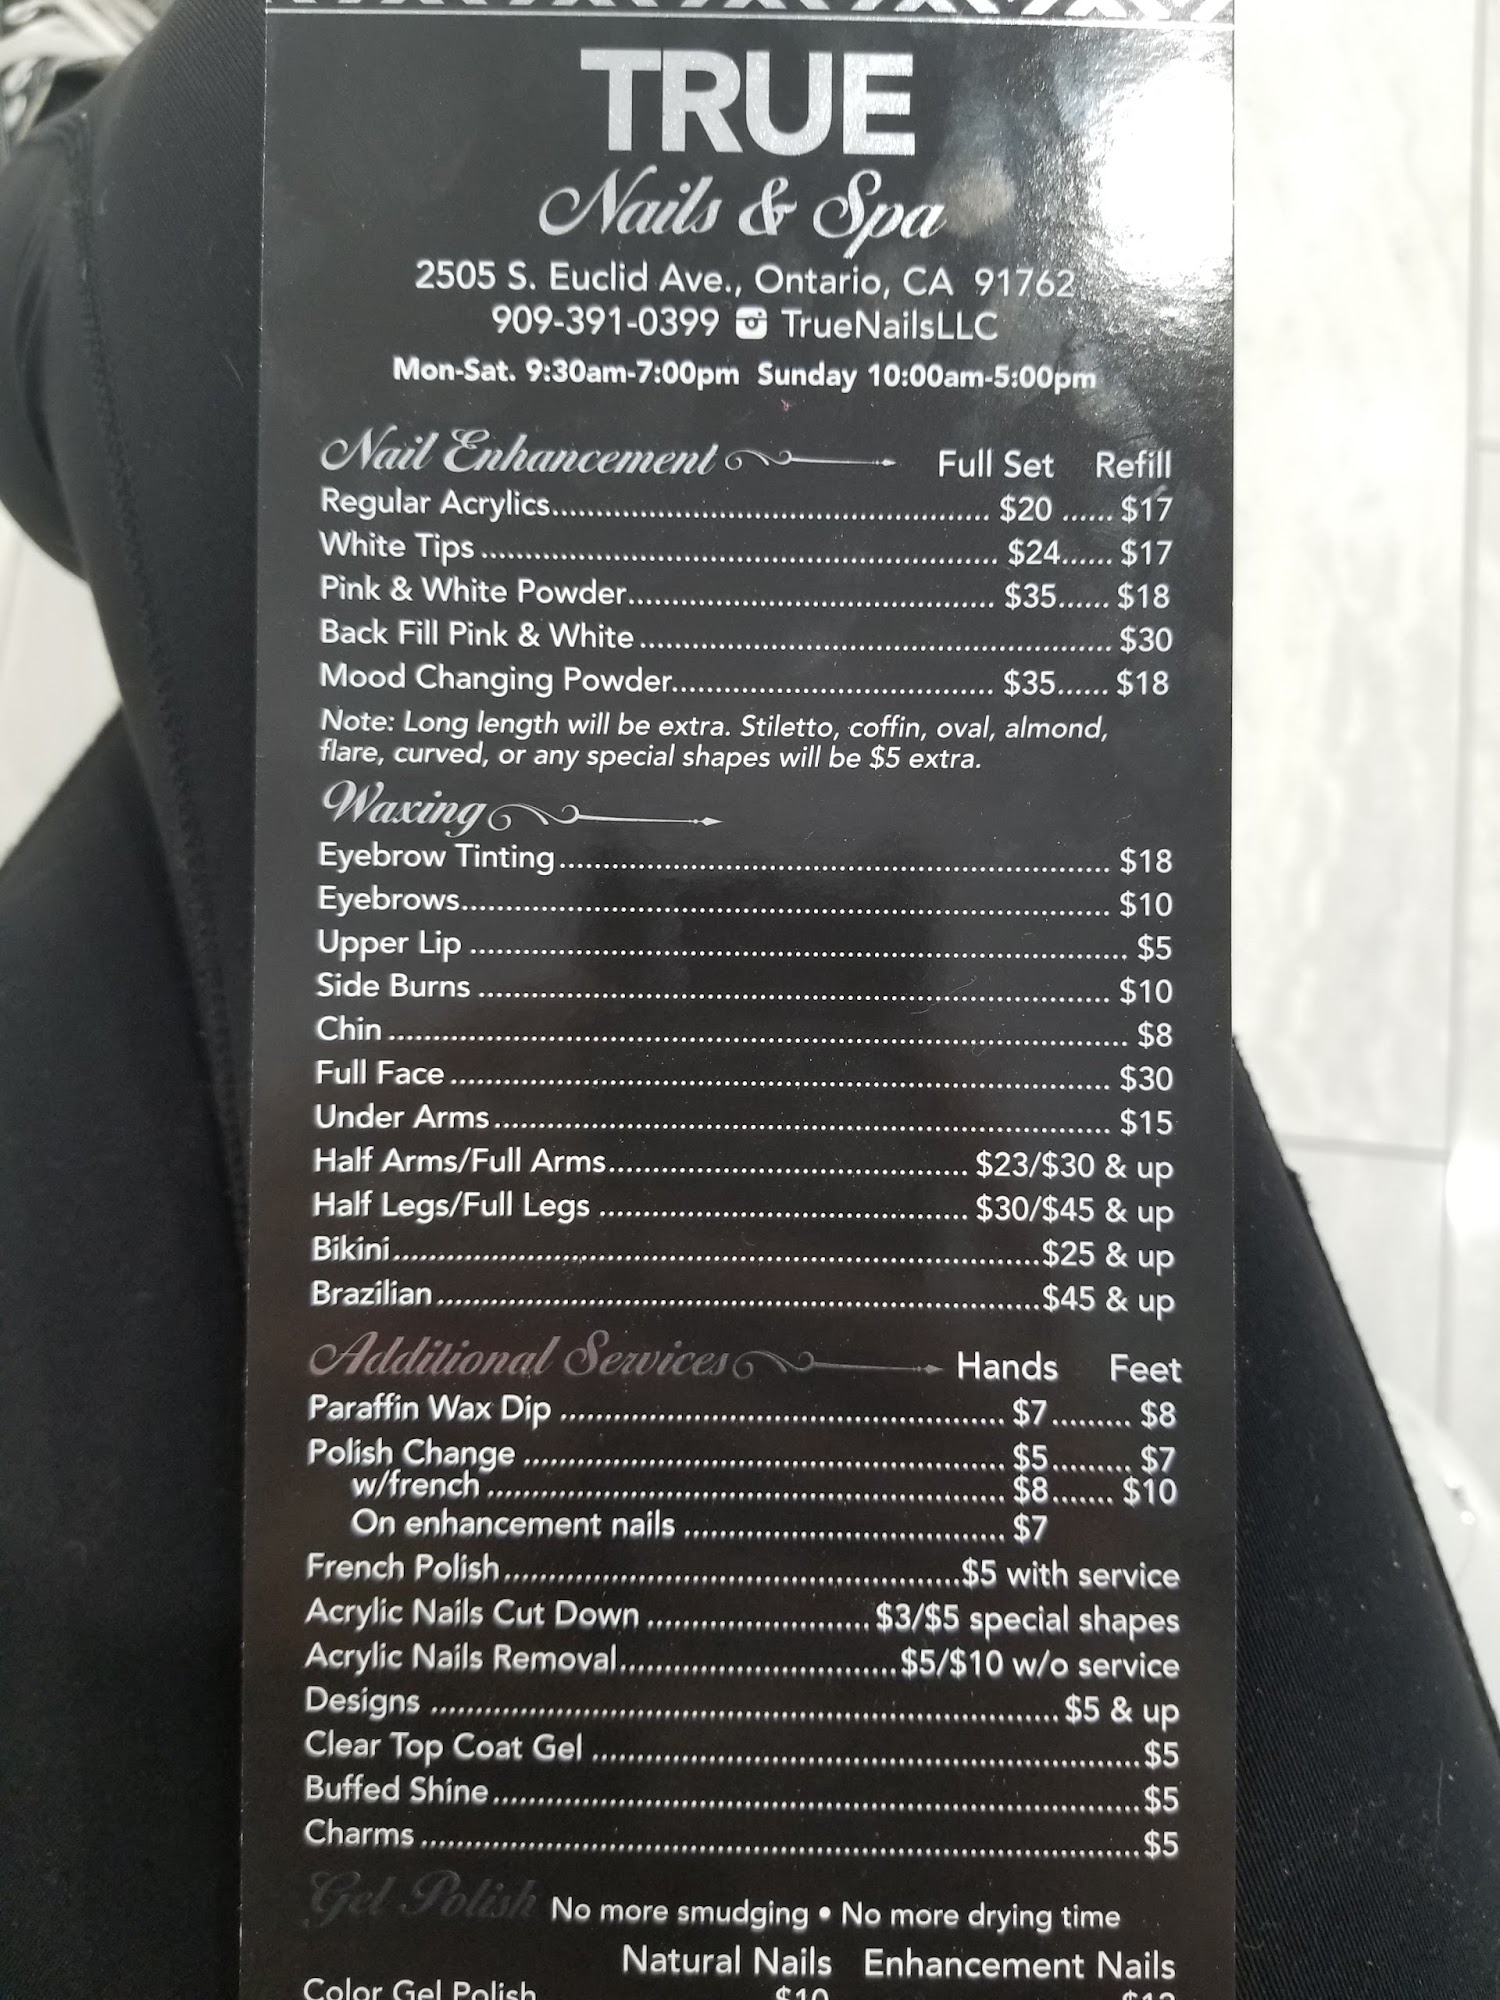 TRUE
Nails & Spa
2505 S. Euclid Ave., Ontario, CA 91762
909-391-0399 TrueNailsLLC
Mon-Sat. 9:30am-7:00pm Sunday 10:00am-5:00pm
Nail Enhancement Full Set Refill
Regular Acrylics.......... $20 ...... $17
White Tips .......... $24...... $17
Pink & White Powder.......... $35...... $18
Back Fill Pink & White .......... $30
Mood Changing Powder.......... $35...... $18
Note: Long length will be extra. Stiletto, coffin, oval, almond,
flare, curved, or any special shapes will be $5 extra.
Waxing
Eyebrow Tinting.......... $18
Eyebrows.......... $10
Upper Lip .......... $5
Side Burns .......... $10
Chin .......... $8
Full Face .......... $30
Under Arms.......... $15
Half Arms/Full Arms.......... $23/$30 & up
Half Legs/Full Legs .......... $30/$45 & up
Bikini..........$25 & up
Brazilian..........$45 & up
Additional Services Hands Feet
Paraffin Wax Dip .......... $7......... $8
Polish Change .......... $5......... $7
w/french .......... $8....... $10
On enhancement nails .......... $7
French Polish..........$5 with service
Acrylic Nails Cut Down .......... $3/$5 special shapes
Acrylic Nails Removal..........$5/$10 w/o service
Designs .......... $5 & up
Clear Top Coat Gel ..........$5
Buffed Shine..........$5
Charms ..........$5
Gel Polish No more smudging • No more drying time
Natural Nails Enhancement Nails
Color Gel Polish $10 $12